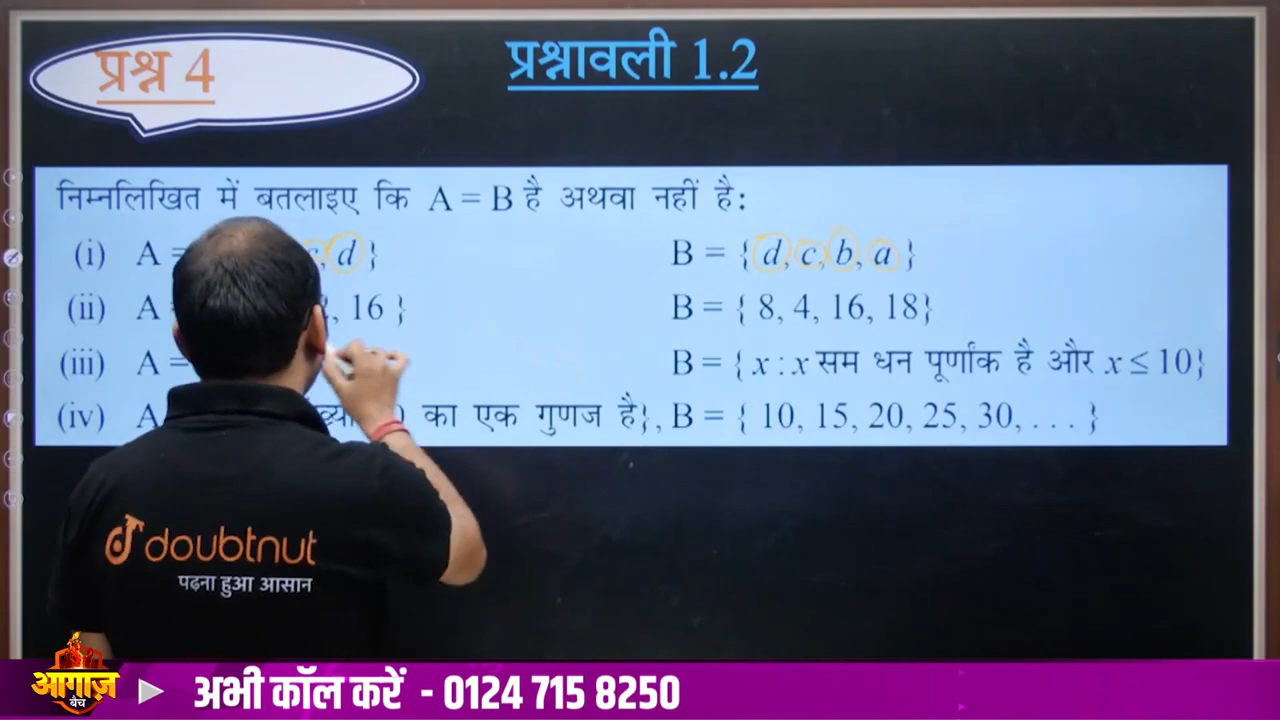 प्रश्न 4
प्रश्नावली 1.2
निम्नलिखित में बतलाइए कि A = B है अथवा नहीं है:
(i) A = c, d } B = { d, c, b, a }
(ii) A , 16 } B = { 8, 4, 16, 18}
(iii) A = B = { x : x सम धन पूर्णांक है और x ≤ 10}
(iv) A का एक गुणज है}, B = { 10, 15, 20, 25, 30, . . . }
doubtnut
पढ़ना हुआ आसान
आगाज़
बैच
अभी कॉल करें - 0124 715 8250